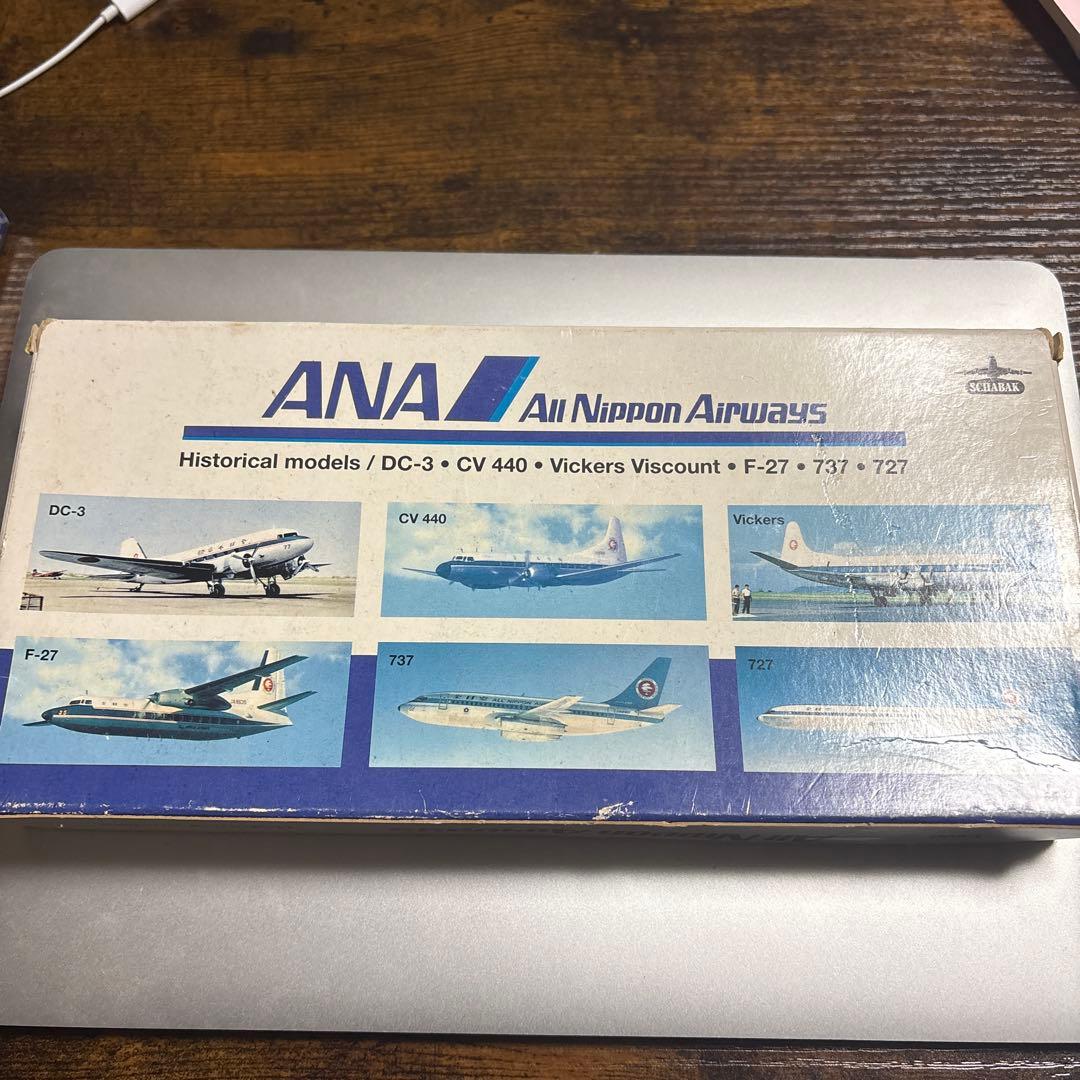 ANA All Nippon Airways
SCHABAK
Historical models / DC-3 • CV 440 • Vickers Viscount • F-27 • 737 • 727
DC-3
CV 440
Vickers
F-27
737
727